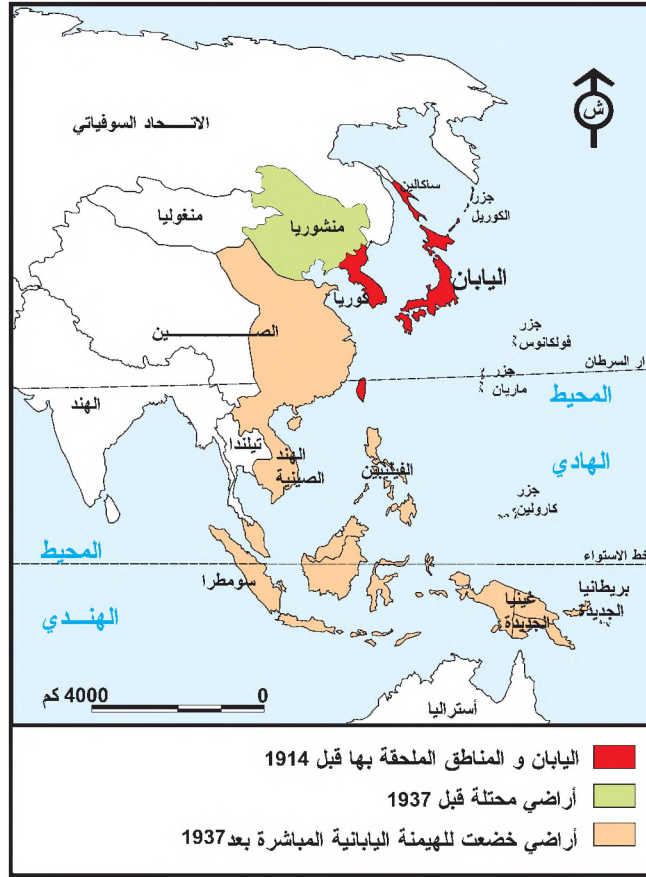 ش
الاتحاد السوفياتي
ساكالين
جزر
الكوريل
منغوليا
منشوريا
اليابان
كوريا
الصين
جزر
فولكانوس
دار السرطان
جزر
ماريان
المحيط
الهادي
الهند
تيلندا
الهند
الصينية
الفيليبين
جزر
كارولين
خط الاستواء
المحيط
الهندي
سومطرا
غينيا
الجديدة
بريطانيا
الجديدة
أستراليا
4000 كم 0
اليابان و المناطق الملحقة بها قبل 1914
أراضي محتلة قبل 1937
أراضي خضعت للهيمنة اليابانية المباشرة بعد1937